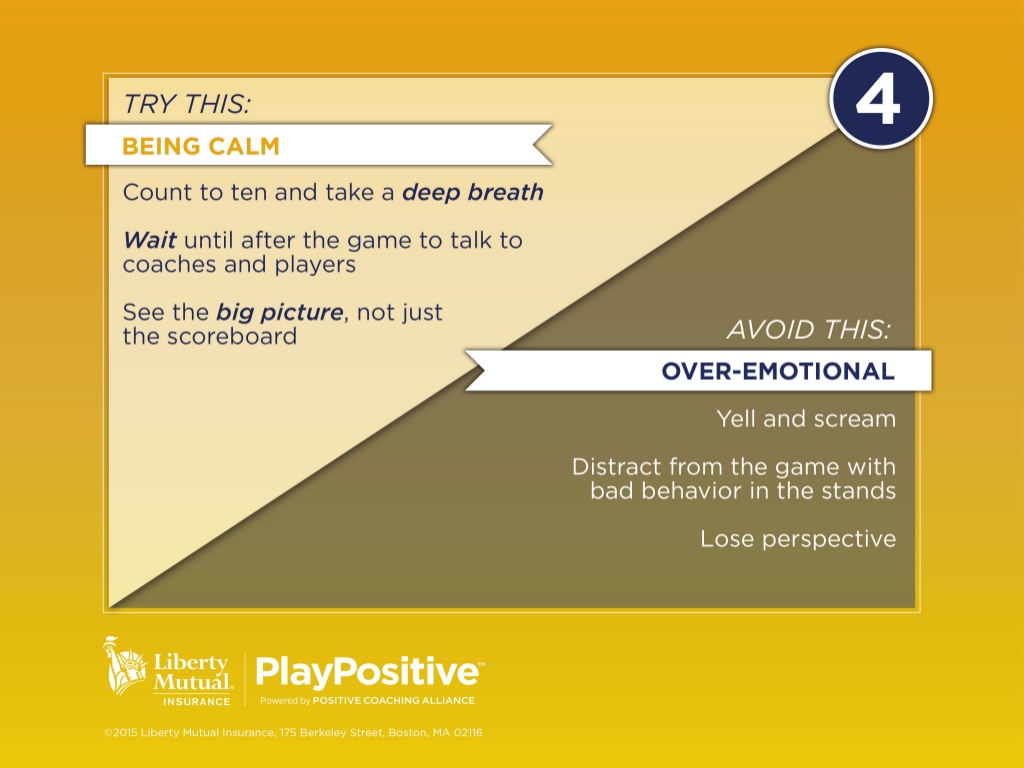 4
TRY THIS:
BEING CALM
Count to ten and take a deep breath
Wait until after the game to talk to
coaches and players
See the big picture, not just
the scoreboard
AVOID THIS:
OVER-EMOTIONAL
Yell and scream
Distract from the game with
bad behavior in the stands
Lose perspective
Liberty
Mutual®
INSURANCE
PlayPositive™
Powered by POSITIVE COACHING ALLIANCE
©2015 Liberty Mutual Insurance, 175 Berkeley Street, Boston, MA 02116